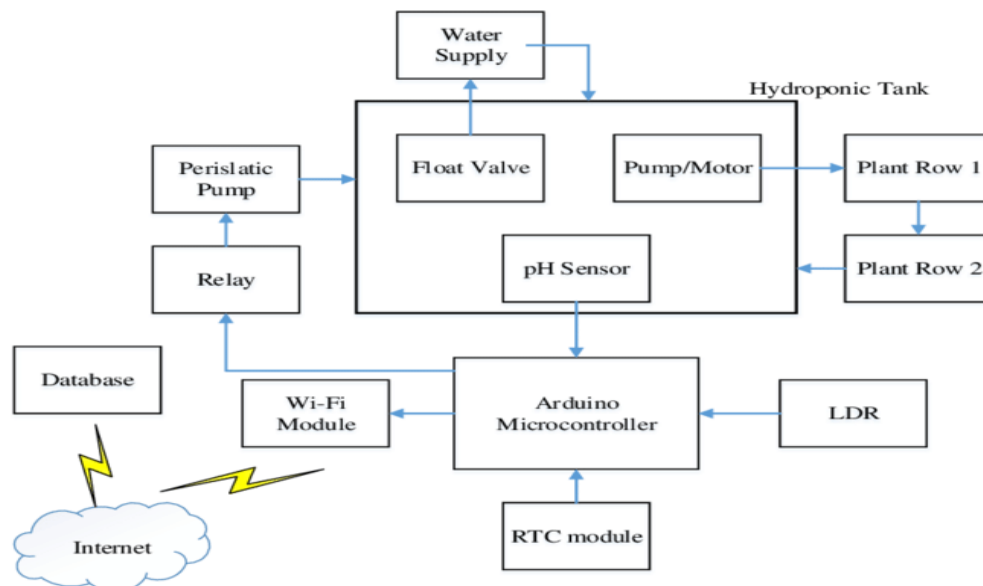 Water
Supply
Hydroponic Tank
Perislatic
Pump
Float Valve
Pump/Motor
Plant Row 1
Relay
pH Sensor
Plant Row 2
Database
Wi-Fi
Module
Arduino
Microcontroller
LDR
Internet
RTC module